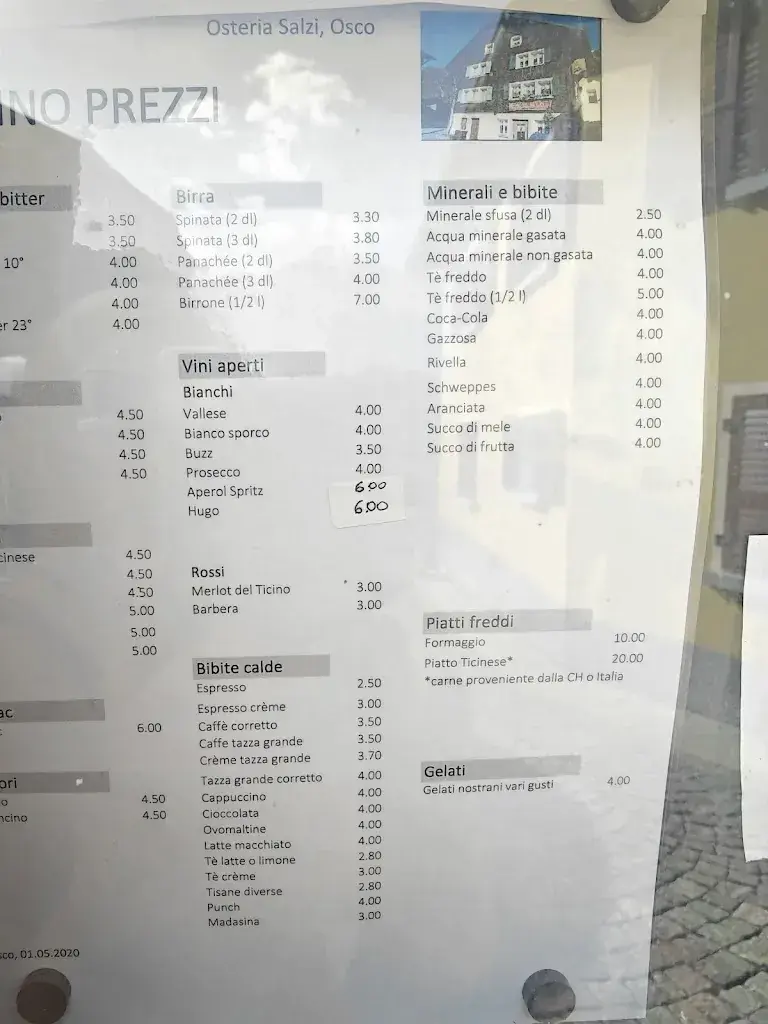 Osteria Salzi, Osco
INO PREZZI
bitter
3.50
3.50
10° 4.00
4.00
4.00
er 23° 4.00
4.50
4.50
4.50
4.50
cinese 4.50
4.50
4.50
5.00
5.00
5.00
ac
6.00
ori
o 4.50
ncino 4.50
sco, 01.05.2020
Birra
Spinata (2 dl) 3.30
Spinata (3 dl) 3.80
Panachée (2 dl) 3.50
Panachée (3 dl) 4.00
Birrone (1/2 l) 7.00
Vini aperti
Bianchi
Vallese 4.00
Bianco sporco 4.00
Buzz 3.50
Prosecco 4.00
Aperol Spritz 6.00
Hugo 6.00
Rossi
Merlot del Ticino 3.00
Barbera 3.00
Bibite calde
Espresso 2.50
Espresso crème 3.00
Caffè corretto 3.50
Caffe tazza grande 3.50
Crème tazza grande 3.70
Tazza grande corretto 4.00
Cappuccino 4.00
Cioccolata 4.00
Ovomaltine 4.00
Latte macchiato 4.00
Tè latte o limone 2.80
Tè crème 3.00
Tisane diverse 2.80
Punch 4.00
Madasina 3.00
Minerali e bibite
Minerale sfusa (2 dl) 2.50
Acqua minerale gasata 4.00
Acqua minerale non gasata 4.00
Tè freddo 4.00
Tè freddo (1/2 l) 5.00
Coca-Cola 4.00
Gazzosa 4.00
Rivella 4.00
Schweppes 4.00
Aranciata 4.00
Succo di mele 4.00
Succo di frutta 4.00
Piatti freddi
Formaggio 10.00
Piatto Ticinese* 20.00
*carne proveniente dalla CH o Italia
Gelati
Gelati nostrani vari gusti 4.00